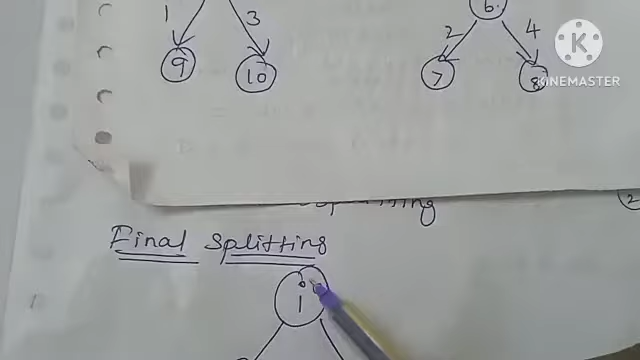 1 3 2 6. 4
9 10 7 8
K
KINEMASTER
Final Splitting
1